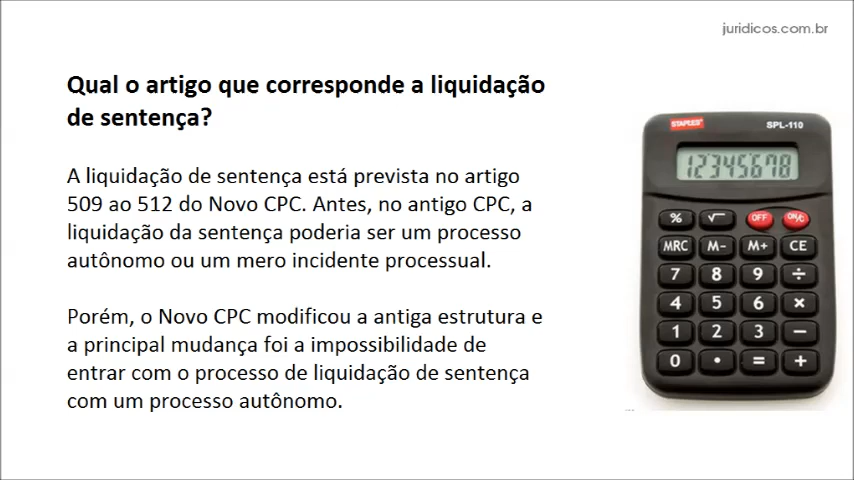 juridicos.com.br
Qual o artigo que corresponde a liquidação
de sentença?
A liquidação de sentença está prevista no artigo
509 ao 512 do Novo CPC. Antes, no antigo CPC, a
liquidação da sentença poderia ser um processo
autônomo ou um mero incidente processual.
Porém, o Novo CPC modificou a antiga estrutura e
a principal mudança foi a impossibilidade de
entrar com o processo de liquidação de sentença
com um processo autônomo.
STAPLES SPL-110
12345678
% √ OFF ON/C
MRC M- M+ CE
7 8 9 ÷
4 5 6 ×
1 2 3 −
0 • = +